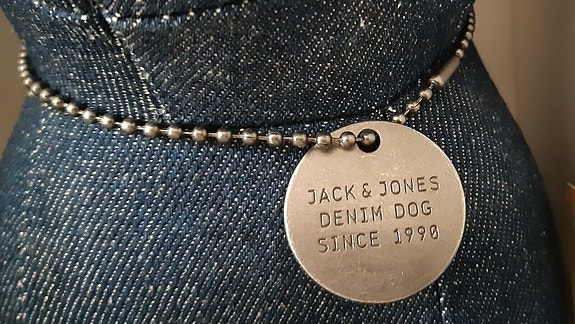 JACK & JONES
DENIM DOG
SINCE 1990